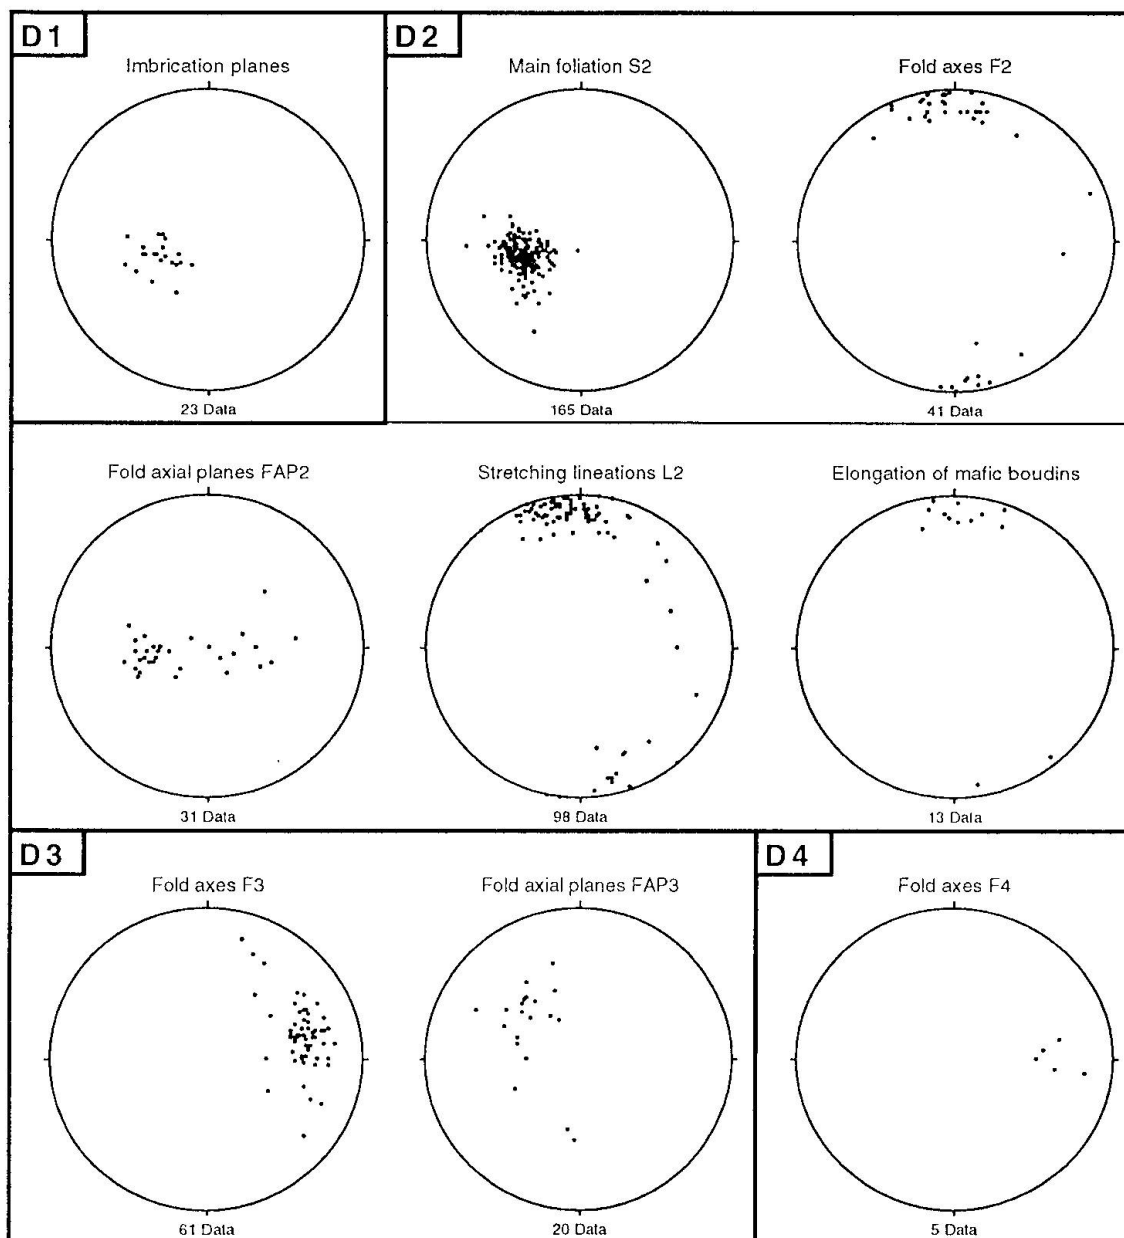 D1
Imbrication planes
23 Data
D2
Main foliation S2
165 Data
Fold axes F2
41 Data
Fold axial planes FAP2
31 Data
Stretching lineations L2
98 Data
Elongation of mafic boudins
13 Data
D3
Fold axes F3
61 Data
Fold axial planes FAP3
20 Data
D4
Fold axes F4
5 Data